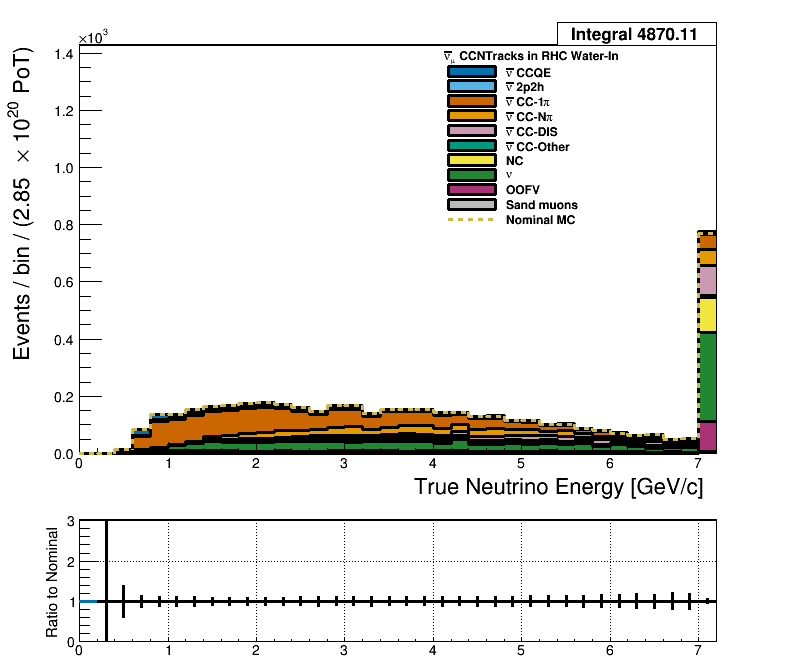 Integral 4870.11
×10³
ν̅μ CCNTracks in RHC Water-In
ν̅ CCQE
ν̅ 2p2h
ν̅ CC-1π
ν̅ CC-Nπ
ν̅ CC-DIS
ν̅ CC-Other
NC
ν
OOFV
Sand muons
Nominal MC
Events / bin / (2.85 × 10²⁰ PoT)
1.4
1.2
1.0
0.8
0.6
0.4
0.2
0.0
0 1 2 3 4 5 6 7
True Neutrino Energy [GeV/c]
Ratio to Nominal
3
2
1
0
0 1 2 3 4 5 6 7